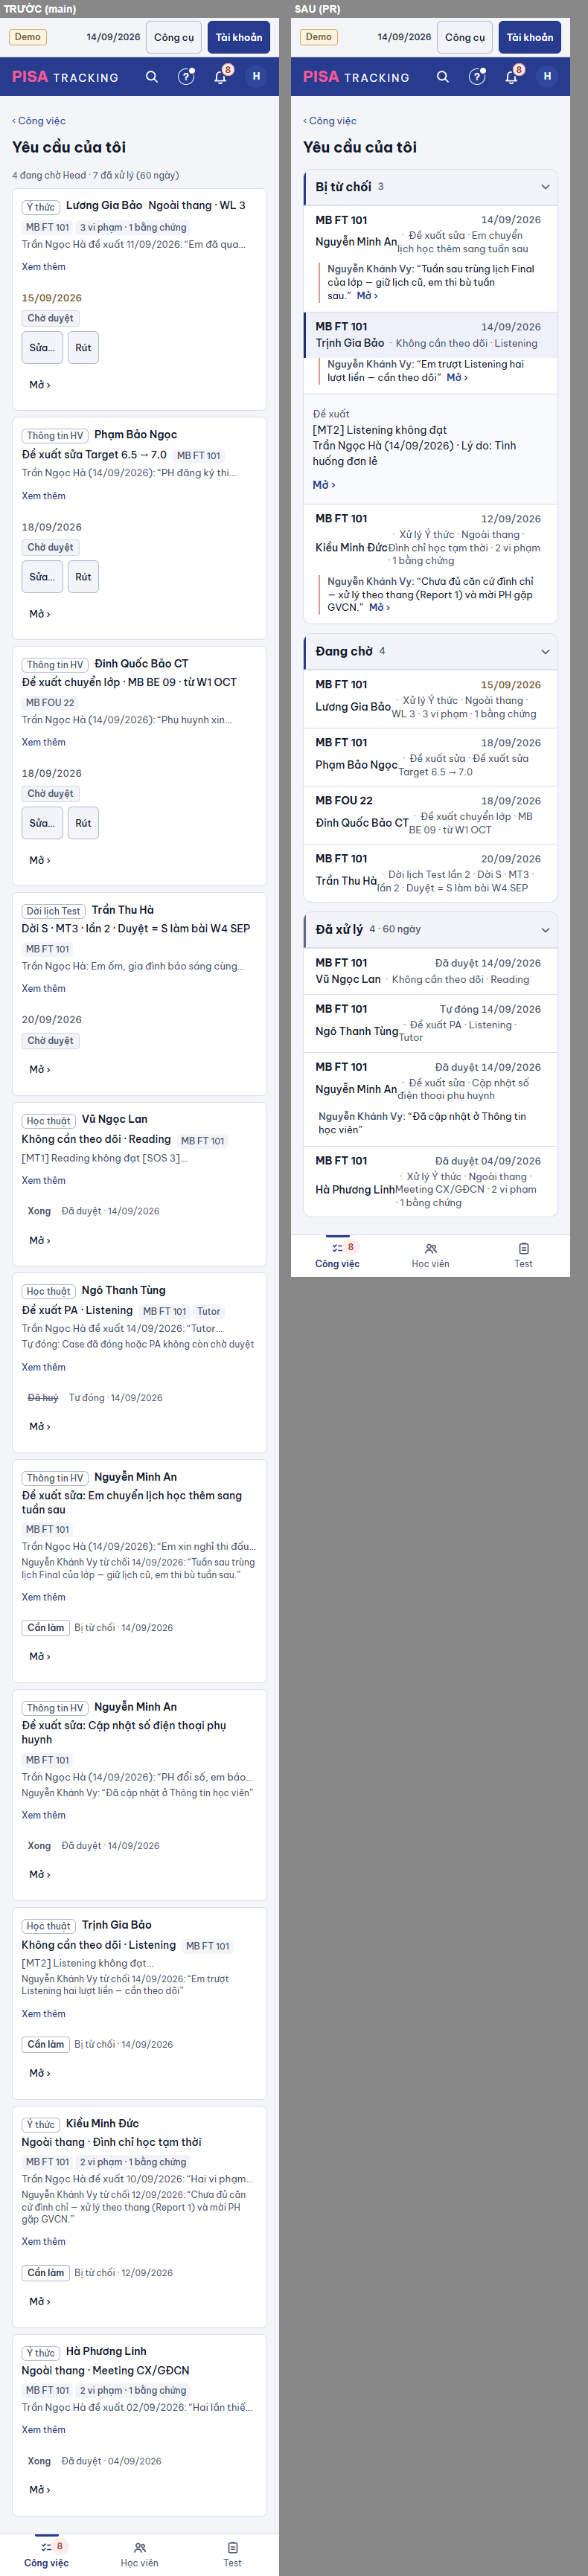 TRƯỚC (main)
Demo
14/09/2026
Công cụ
Tài khoản
PISA TRACKING
?
8
H
‹ Công việc
Yêu cầu của tôi
4 đang chờ Head · 7 đã xử lý (60 ngày)
Ý thức Lương Gia Bảo Ngoài thang · WL 3
MB FT 101 3 vi phạm · 1 bằng chứng
Trần Ngọc Hà đề xuất 11/09/2026: “Em đã qua…
Xem thêm
15/09/2026
Chờ duyệt
Sửa… Rút
Mở ›
Thông tin HV Phạm Bảo Ngọc
Đề xuất sửa Target 6.5 → 7.0 MB FT 101
Trần Ngọc Hà (14/09/2026): “PH đăng ký thi…
Xem thêm
18/09/2026
Chờ duyệt
Sửa… Rút
Mở ›
Thông tin HV Đinh Quốc Bảo CT
Đề xuất chuyển lớp · MB BE 09 · từ W1 OCT
MB FOU 22
Trần Ngọc Hà (14/09/2026): “Phụ huynh xin…
Xem thêm
18/09/2026
Chờ duyệt
Sửa… Rút
Mở ›
Dời lịch Test Trần Thu Hà
Dời S · MT3 · lần 2 · Duyệt = S làm bài W4 SEP
MB FT 101
Trần Ngọc Hà: Em ốm, gia đình báo sáng cùng…
Xem thêm
20/09/2026
Chờ duyệt
Mở ›
Học thuật Vũ Ngọc Lan
Không cần theo dõi · Reading MB FT 101
[MT1] Reading không đạt [SOS 3]…
Xem thêm
Xong Đã duyệt · 14/09/2026
Mở ›
Học thuật Ngô Thanh Tùng
Đề xuất PA · Listening MB FT 101 Tutor
Trần Ngọc Hà đề xuất 14/09/2026: “Tutor…
Tự đóng: Case đã đóng hoặc PA không còn chờ duyệt
Xem thêm
Đã huỷ Tự đóng · 14/09/2026
Mở ›
Thông tin HV Nguyễn Minh An
Đề xuất sửa: Em chuyển lịch học thêm sang
tuần sau
MB FT 101
Trần Ngọc Hà (14/09/2026): “Em xin nghỉ thi đấu…
Nguyễn Khánh Vy từ chối 14/09/2026: “Tuần sau trùng
lịch Final của lớp — giữ lịch cũ, em thi bù tuần sau.”
Xem thêm
Cần làm Bị từ chối · 14/09/2026
Mở ›
Thông tin HV Nguyễn Minh An
Đề xuất sửa: Cập nhật số điện thoại phụ
huynh
MB FT 101
Trần Ngọc Hà (14/09/2026): “PH đổi số, em báo…
Nguyễn Khánh Vy: “Đã cập nhật ở Thông tin học viên”
Xem thêm
Xong Đã duyệt · 14/09/2026
Mở ›
Học thuật Trịnh Gia Bảo
Không cần theo dõi · Listening MB FT 101
[MT2] Listening không đạt…
Nguyễn Khánh Vy từ chối 14/09/2026: “Em trượt
Listening hai lượt liền — cần theo dõi”
Xem thêm
Cần làm Bị từ chối · 14/09/2026
Mở ›
Ý thức Kiều Minh Đức
Ngoài thang · Đình chỉ học tạm thời
MB FT 101 2 vi phạm · 1 bằng chứng
Trần Ngọc Hà đề xuất 10/09/2026: “Hai vi phạm…
Nguyễn Khánh Vy từ chối 12/09/2026: “Chưa đủ căn
cứ đình chỉ — xử lý theo thang (Report 1) và mời PH
gặp GVCN.”
Xem thêm
Cần làm Bị từ chối · 12/09/2026
Mở ›
Ý thức Hà Phương Linh
Ngoài thang · Meeting CX/GĐCN
MB FT 101 2 vi phạm · 1 bằng chứng
Trần Ngọc Hà đề xuất 02/09/2026: “Hai lần thiế…
Xem thêm
Xong Đã duyệt · 04/09/2026
Mở ›
8
Công việc Học viên Test
SAU (PR)
Demo
14/09/2026
Công cụ
Tài khoản
PISA TRACKING
?
8
H
‹ Công việc
Yêu cầu của tôi
Bị từ chối 3
MB FT 101 14/09/2026
Nguyễn Minh An · Đề xuất sửa · Em chuyển
lịch học thêm sang tuần sau
Nguyễn Khánh Vy: “Tuần sau trùng lịch Final
của lớp — giữ lịch cũ, em thi bù tuần
sau.” Mở ›
MB FT 101 14/09/2026
Trịnh Gia Bảo · Không cần theo dõi · Listening
Nguyễn Khánh Vy: “Em trượt Listening hai
lượt liền — cần theo dõi” Mở ›
Đề xuất
[MT2] Listening không đạt
Trần Ngọc Hà (14/09/2026) · Lý do: Tình
huống đơn lẻ
Mở ›
MB FT 101 12/09/2026
Kiều Minh Đức · Xử lý Ý thức · Ngoài thang ·
Đình chỉ học tạm thời · 2 vi phạm
· 1 bằng chứng
Nguyễn Khánh Vy: “Chưa đủ căn cứ đình chỉ
— xử lý theo thang (Report 1) và mời PH gặp
GVCN.” Mở ›
Đang chờ 4
MB FT 101 15/09/2026
Lương Gia Bảo · Xử lý Ý thức · Ngoài thang ·
WL 3 · 3 vi phạm · 1 bằng chứng
MB FT 101 18/09/2026
Phạm Bảo Ngọc · Đề xuất sửa · Đề xuất sửa
Target 6.5 → 7.0
MB FOU 22 18/09/2026
Đinh Quốc Bảo CT · Đề xuất chuyển lớp · MB
BE 09 · từ W1 OCT
MB FT 101 20/09/2026
Trần Thu Hà · Dời lịch Test lần 2 · Dời S · MT3 ·
lần 2 · Duyệt = S làm bài W4 SEP
Đã xử lý 4 · 60 ngày
MB FT 101 Đã duyệt 14/09/2026
Vũ Ngọc Lan · Không cần theo dõi · Reading
MB FT 101 Tự đóng 14/09/2026
Ngô Thanh Tùng · Đề xuất PA · Listening ·
Tutor
MB FT 101 Đã duyệt 14/09/2026
Nguyễn Minh An · Đề xuất sửa · Cập nhật số
điện thoại phụ huynh
Nguyễn Khánh Vy: “Đã cập nhật ở Thông tin
học viên”
MB FT 101 Đã duyệt 04/09/2026
Hà Phương Linh · Xử lý Ý thức · Ngoài thang ·
Meeting CX/GĐCN · 2 vi phạm
· 1 bằng chứng
8
Công việc Học viên Test